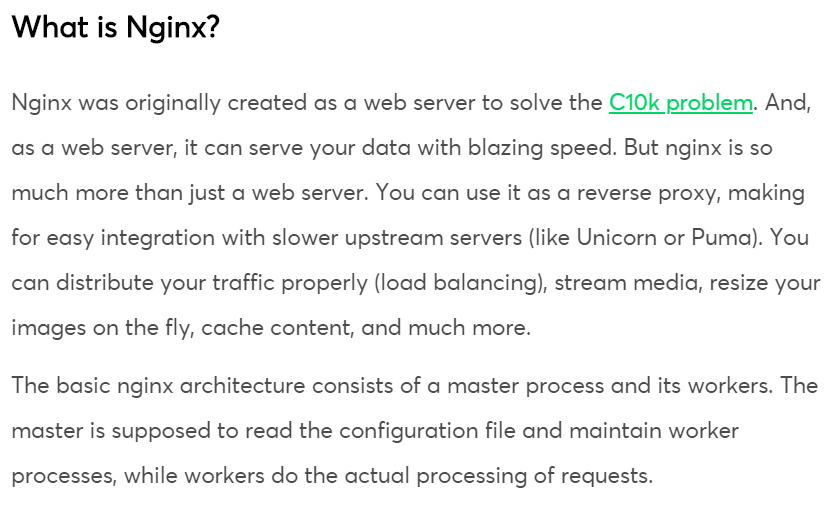 What is Nginx?
Nginx was originally created as a web server to solve the C10k problem. And,
as a web server, it can serve your data with blazing speed. But nginx is so
much more than just a web server. You can use it as a reverse proxy, making
for easy integration with slower upstream servers (like Unicorn or Puma). You
can distribute your traffic properly (load balancing), stream media, resize your
images on the fly, cache content, and much more.
The basic nginx architecture consists of a master process and its workers. The
master is supposed to read the configuration file and maintain worker
processes, while workers do the actual processing of requests.